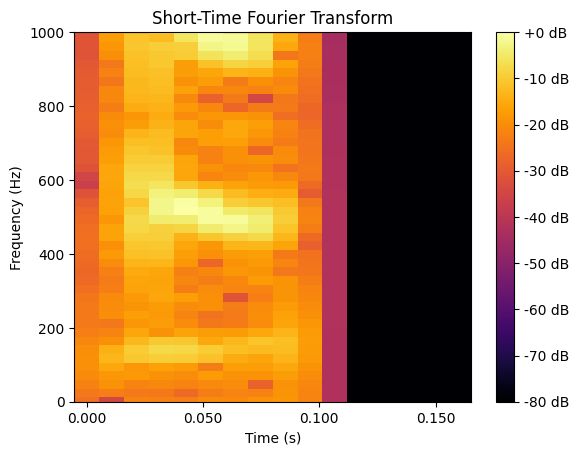 Short-Time Fourier Transform
Frequency (Hz)
1000
800
600
400
200
0
0.000
0.050
0.100
0.150
Time (s)
+0 dB
-10 dB
-20 dB
-30 dB
-40 dB
-50 dB
-60 dB
-70 dB
-80 dB